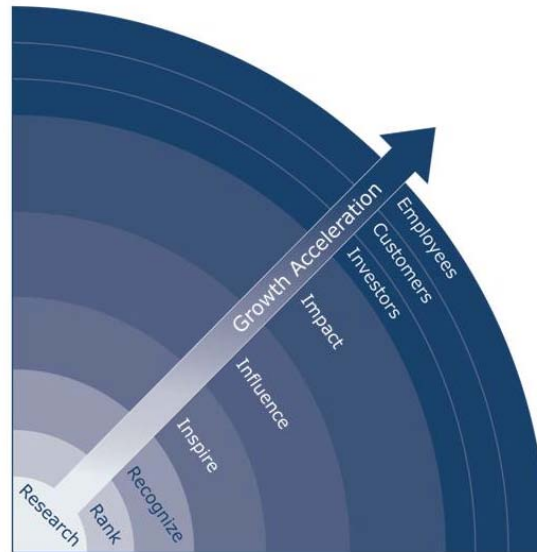 Research
Rank
Recognize
Inspire
Influence
Impact
Investors
Customers
Employees
Growth Acceleration